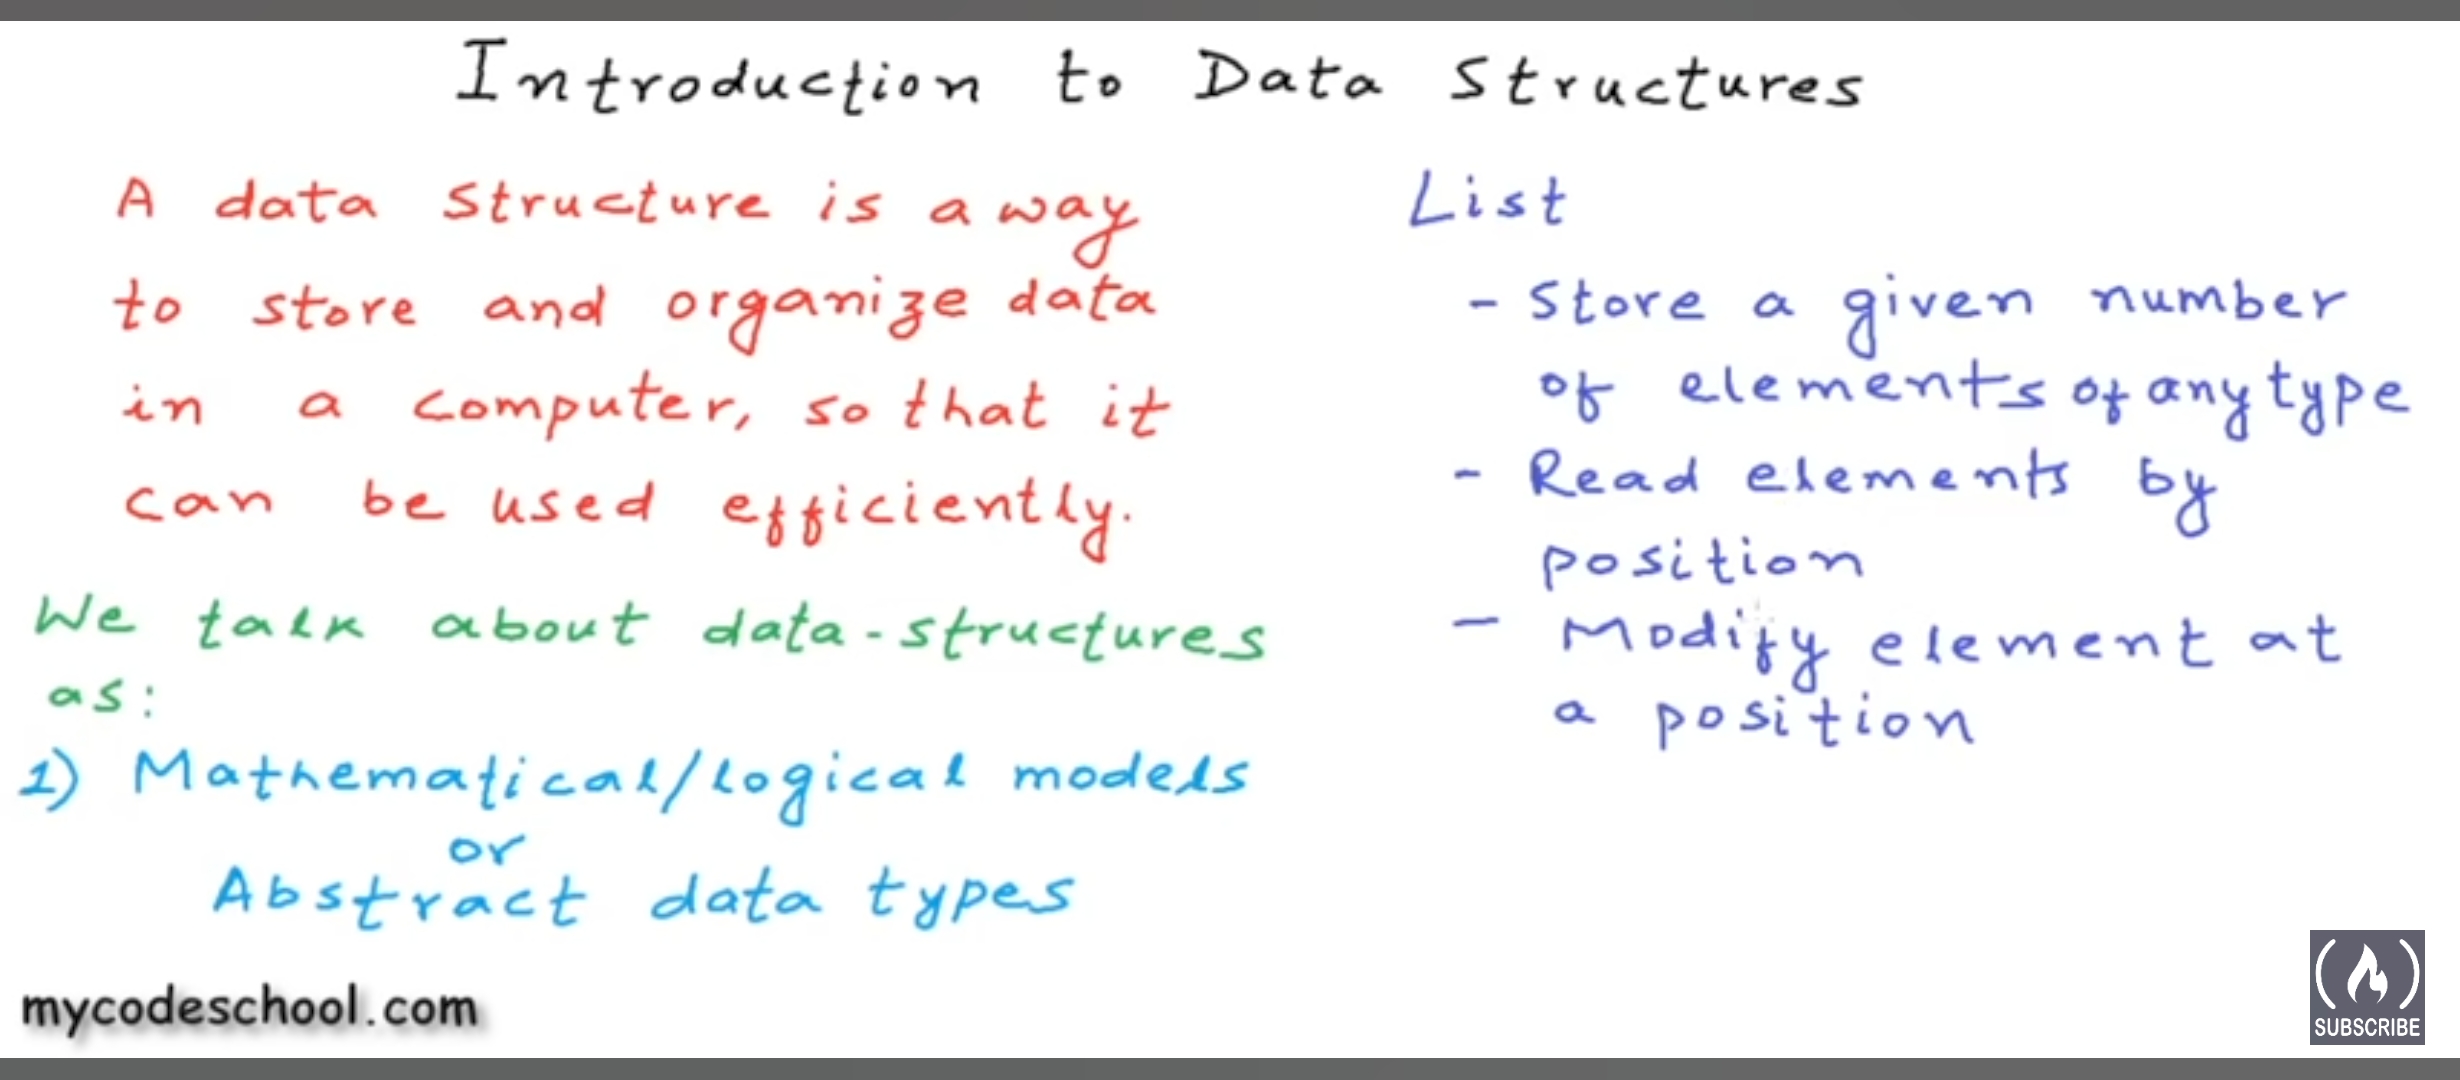 Introduction to Data Structures
A data structure is a way
to store and organize data
in a computer, so that it
can be used efficiently.
We talk about data-structures
as:
1) Mathematical/logical models
or
Abstract data types
List
- Store a given number
of elements of any type
- Read elements by
position
- Modify element at
a position
mycodeschool.com
SUBSCRIBE